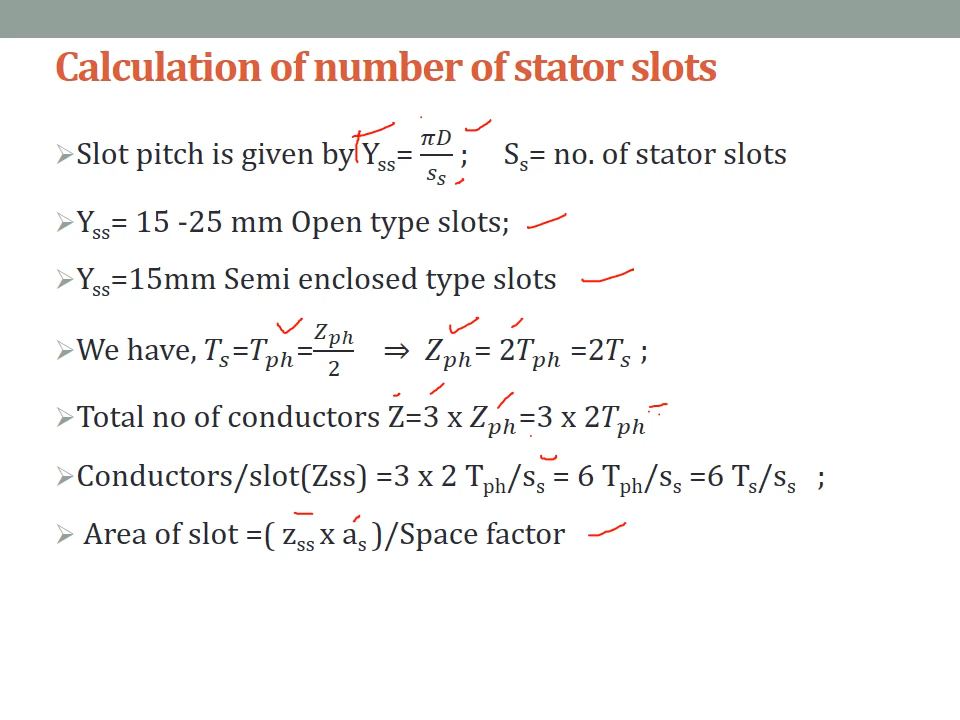 Calculation of number of stator slots
➢Slot pitch is given by Yss= πD/ss ; Ss= no. of stator slots
➢Yss= 15 -25 mm Open type slots;
➢Yss=15mm Semi enclosed type slots
➢We have, Ts=Tph=Zph/2 ⇒ Zph= 2Tph =2Ts ;
➢Total no of conductors Z=3 x Zph=3 x 2Tph
➢Conductors/slot(Zss) =3 x 2 Tph/ss = 6 Tph/ss =6 Ts/ss ;
➢ Area of slot =( zss x as )/Space factor